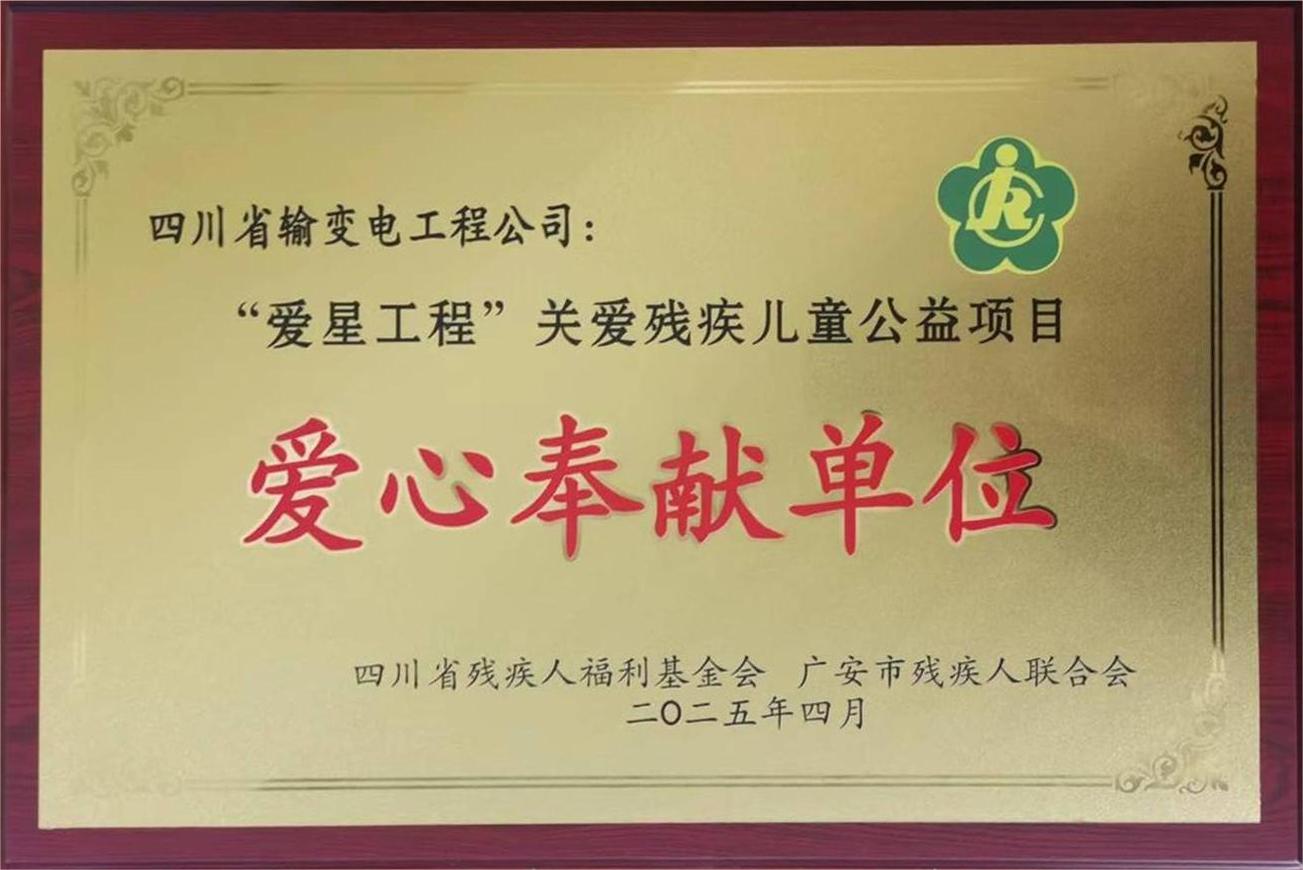 四川省输变电工程公司：
“爱星工程”关爱残疾儿童公益项目
爱心奉献单位
四川省残疾人福利基金会 广安市残疾人联合会
二〇二五年四月